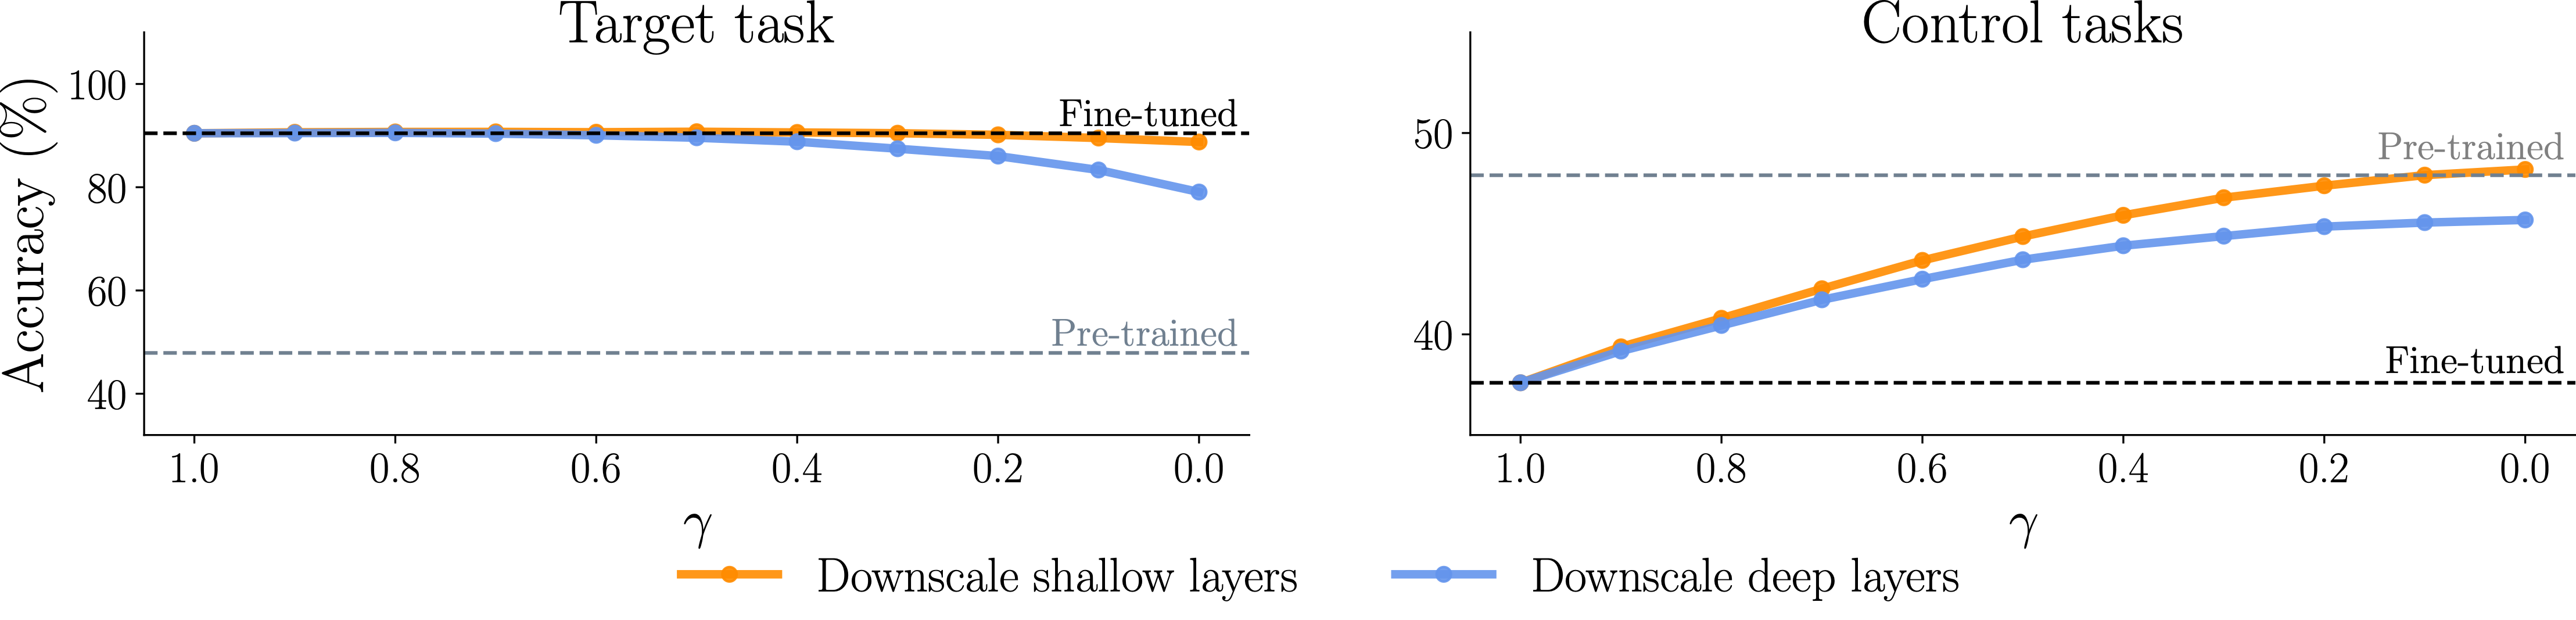 Target task
Accuracy (%)
100
80
60
40
Fine-tuned
Pre-trained
1.0 0.8 0.6 0.4 0.2 0.0
γ
Control tasks
50
40
Pre-trained
Fine-tuned
1.0 0.8 0.6 0.4 0.2 0.0
γ
Downscale shallow layers
Downscale deep layers